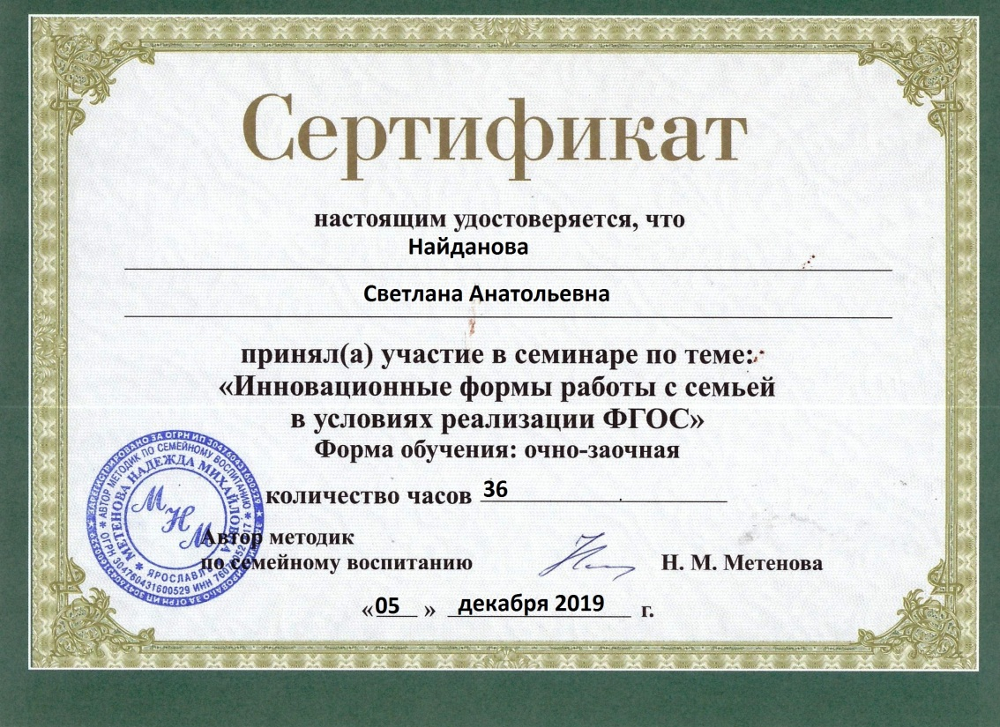 Сертификат
настоящим удостоверяется, что
Найданова
Светлана Анатольевна
принял(а) участие в семинаре по теме:
«Инновационные формы работы с семьей
в условиях реализации ФГОС»
Форма обучения: очно-заочная
количество часов 36
Автор методик
по семейному воспитанию
Н. М. Метенова
«05 » декабря 2019 г.
ЗАРЕГИСТРИРОВАНО ЗА ОГРН ИП 304760431600529
АВТОР МЕТОДИК ПО СЕМЕЙНОМУ ВОСПИТАНИЮ
ОГРН 304760431600529 ИНН
МЕТЕНОВА НАДЕЖДА МИХАЙЛОВНА
ЯРОСЛАВЛЬ
МНМ